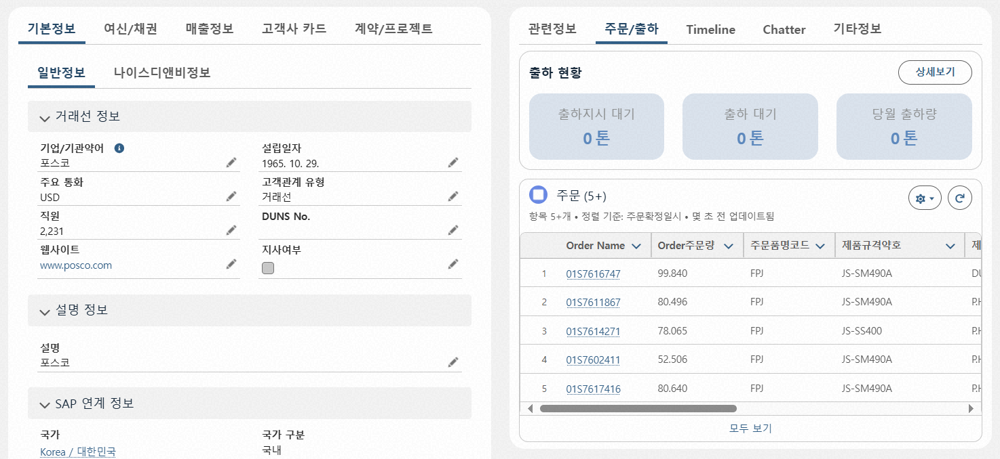 기본정보 여신/채권 매출정보 고객사 카드 계약/프로젝트
일반정보 나이스디앤비정보
거래선 정보
기업/기관약어 설립일자
포스코 1965. 10. 29.
주요 통화 고객관계 유형
USD 거래선
직원 DUNS No.
2,231
웹사이트 지사여부
www.posco.com
설명 정보
설명
포스코
SAP 연계 정보
국가 국가 구분
Korea / 대한민국 국내
관련정보 주문/출하 Timeline Chatter 기타정보
출하 현황 상세보기
출하지시 대기 출하 대기 당월 출하량
0 톤 0 톤 0 톤
주문 (5+)
항목 5+개 • 정렬 기준: 주문확정일시 • 몇 초 전 업데이트됨
Order Name Order주문량 주문품명코드 제품규격약호 제
1 01S7616747 99.840 FPJ JS-SM490A
2 01S7611867 80.496 FPJ JS-SM490A
3 01S7614271 78.065 FPJ JS-SS400
4 01S7602411 52.506 FPJ JS-SM490A
5 01S7617416 80.640 FPJ JS-SM490A
모두 보기